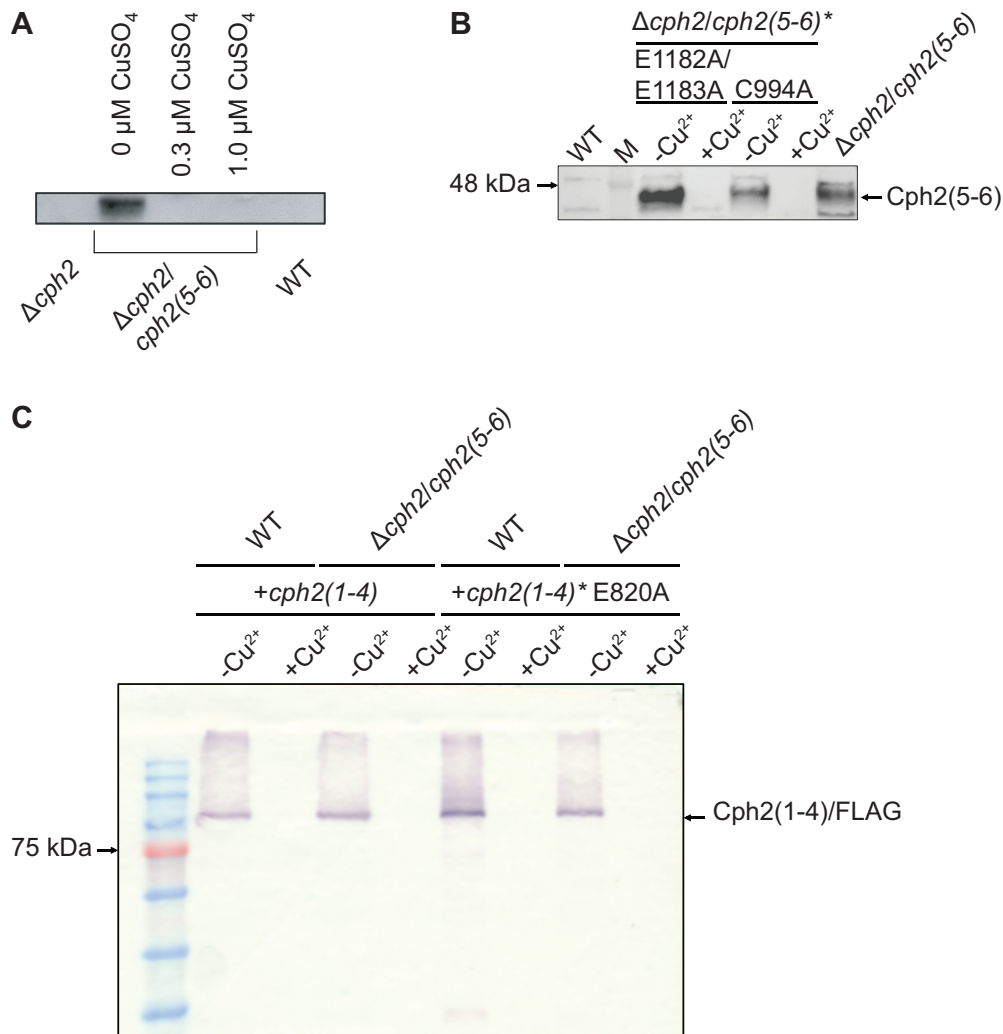 A
0 µM CuSO4
0.3 µM CuSO4
1.0 µM CuSO4
Δcph2
Δcph2/
cph2(5-6)
WT
B
Δcph2/cph2(5-6)*
E1182A/
E1183A C994A
WT M -Cu2+ +Cu2+ -Cu2+ +Cu2+ Δcph2/cph2(5-6)
48 kDa
Cph2(5-6)
C
WT Δcph2/cph2(5-6) WT Δcph2/cph2(5-6)
+cph2(1-4) +cph2(1-4)* E820A
-Cu2+ +Cu2+ -Cu2+ +Cu2+ -Cu2+ +Cu2+ -Cu2+ +Cu2+
Cph2(1-4)/FLAG
75 kDa